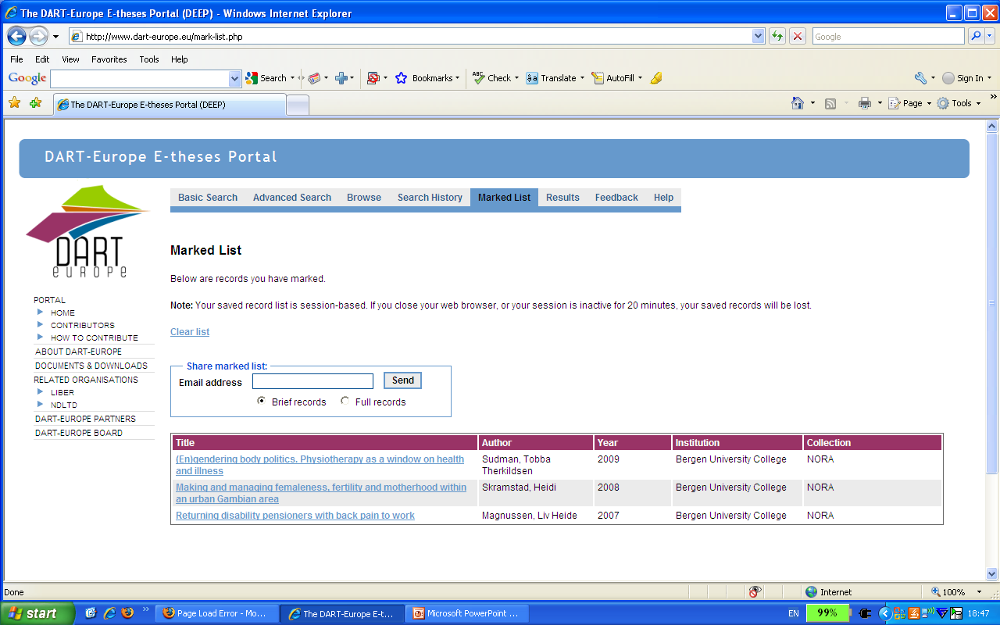 The DART-Europe E-theses Portal (DEEP) - Windows Internet Explorer
http://www.dart-europe.eu/mark-list.php
Google
File Edit View Favorites Tools Help
Google Search Bookmarks ABC Check Translate AutoFill Sign In
The DART-Europe E-theses Portal (DEEP) Page Tools
DART-Europe E-theses Portal
Basic Search Advanced Search Browse Search History Marked List Results Feedback Help
DART
europe
PORTAL
HOME
CONTRIBUTORS
HOW TO CONTRIBUTE
ABOUT DART-EUROPE
DOCUMENTS & DOWNLOADS
RELATED ORGANISATIONS
LIBER
NDLTD
DART-EUROPE PARTNERS
DART-EUROPE BOARD
Marked List
Below are records you have marked.
Note: Your saved record list is session-based. If you close your web browser, or your session is inactive for 20 minutes, your saved records will be lost.
Clear list
Share marked list:
Email address Send
Brief records Full records
Title Author Year Institution Collection
(En)gendering body politics. Physiotherapy as a window on health Sudman, Tobba 2009 Bergen University College NORA
and illness Therkildsen
Making and managing femaleness, fertility and motherhood within Skramstad, Heidi 2008 Bergen University College NORA
an urban Gambian area
Returning disability pensioners with back pain to work Magnussen, Liv Heide 2007 Bergen University College NORA
Done Internet 100%
start Page Load Error - Mo... The DART-Europe E-t... Microsoft PowerPoint ... EN 99% 18:47